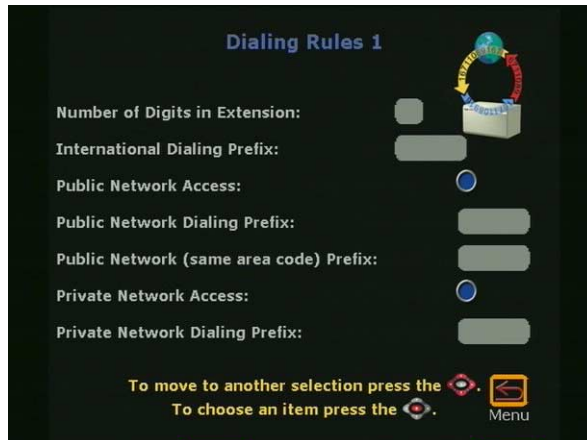 Dialing Rules 1
Number of Digits in Extension:
International Dialing Prefix:
Public Network Access:
Public Network Dialing Prefix:
Public Network (same area code) Prefix:
Private Network Access:
Private Network Dialing Prefix:
To move to another selection press the .
To choose an item press the .
Menu